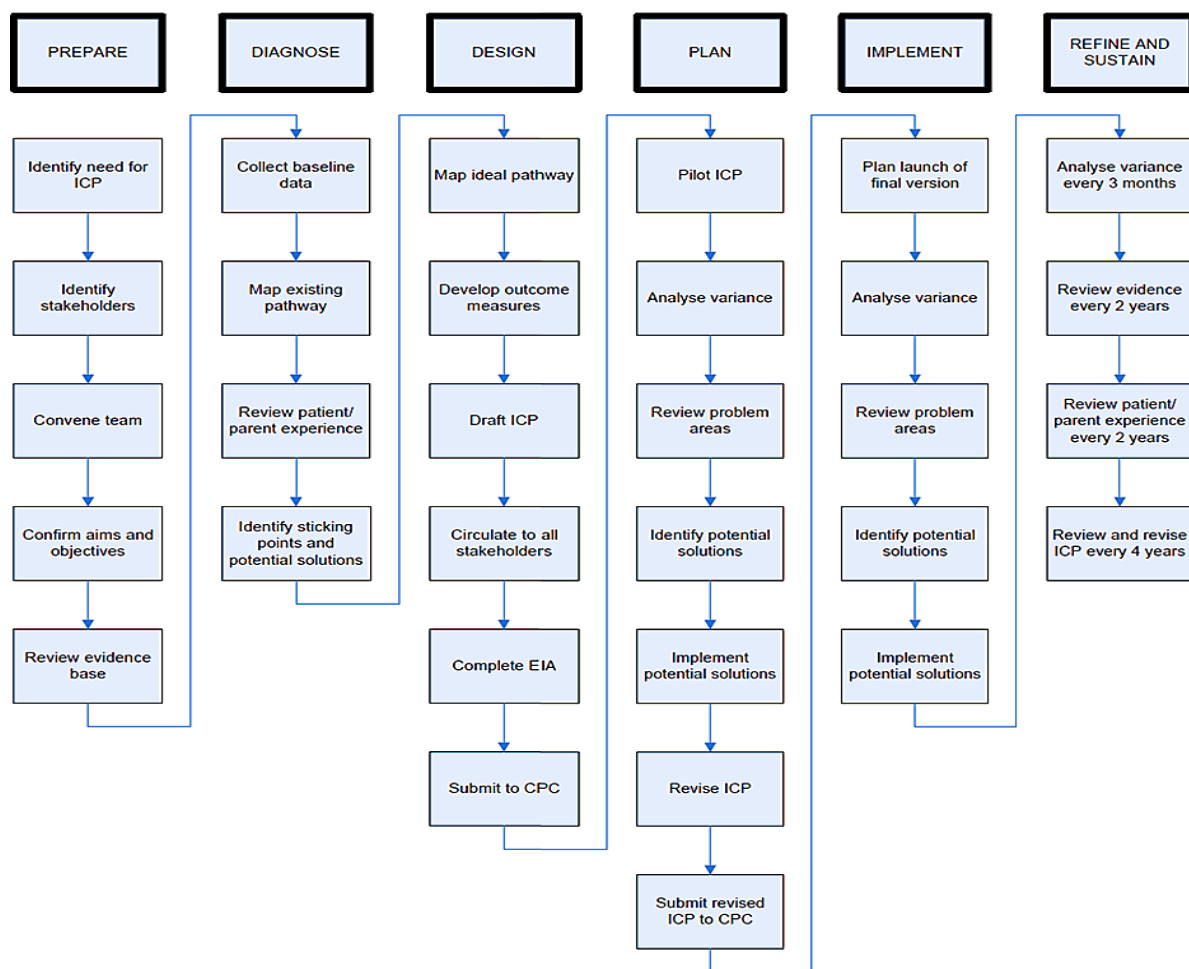 PREPARE
DIAGNOSE
DESIGN
PLAN
IMPLEMENT
REFINE AND
SUSTAIN
Identify need for
ICP
Identify
stakeholders
Convene team
Confirm aims and
objectives
Review evidence
base
Collect baseline
data
Map existing
pathway
Review patient/
parent experience
Identify sticking
points and
potential solutions
Map ideal pathway
Develop outcome
measures
Draft ICP
Circulate to all
stakeholders
Complete EIA
Submit to CPC
Pilot ICP
Analyse variance
Review problem
areas
Identify potential
solutions
Implement
potential solutions
Revise ICP
Submit revised
ICP to CPC
Plan launch of
final version
Analyse variance
Review problem
areas
Identify potential
solutions
Implement
potential solutions
Analyse variance
every 3 months
Review evidence
every 2 years
Review patient/
parent experience
every 2 years
Review and revise
ICP every 4 years